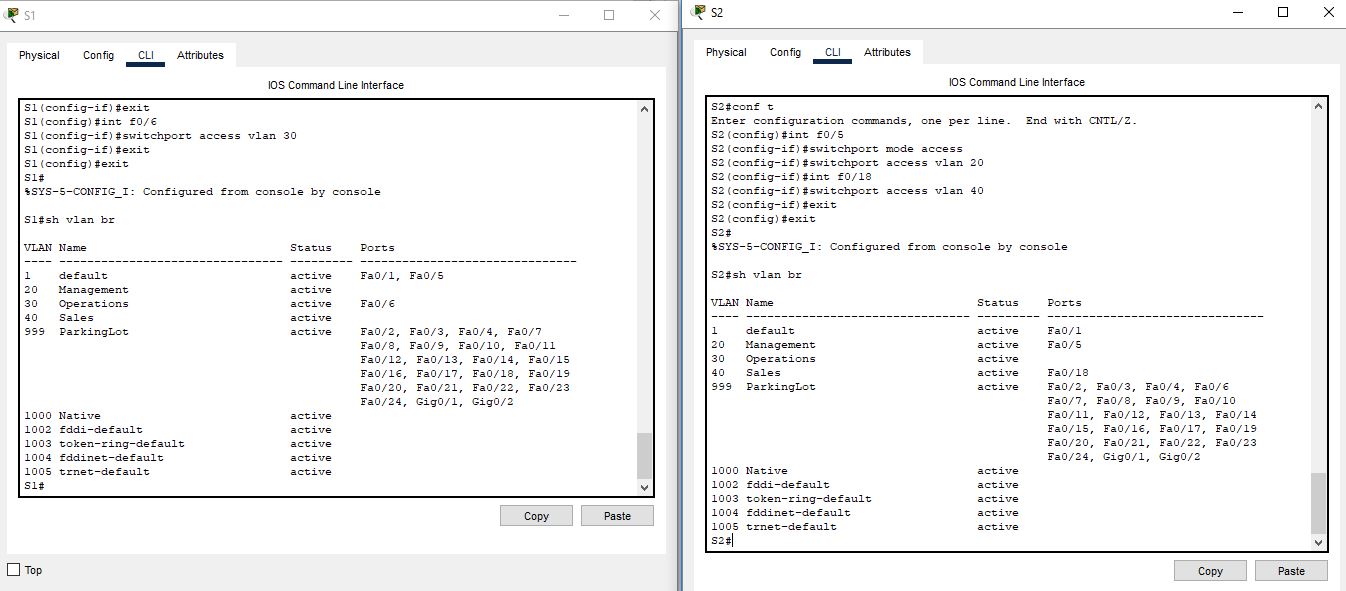 S1
Physical Config CLI Attributes
IOS Command Line Interface
S1(config-if)#exit
S1(config)#int f0/6
S1(config-if)#switchport access vlan 30
S1(config-if)#exit
S1(config)#exit
S1#
%SYS-5-CONFIG_I: Configured from console by console
S1#sh vlan br
VLAN Name Status Ports
---- -------------------------------- --------- -------------------------------
1 default active Fa0/1, Fa0/5
20 Management active
30 Operations active Fa0/6
40 Sales active
999 ParkingLot active Fa0/2, Fa0/3, Fa0/4, Fa0/7
Fa0/8, Fa0/9, Fa0/10, Fa0/11
Fa0/12, Fa0/13, Fa0/14, Fa0/15
Fa0/16, Fa0/17, Fa0/18, Fa0/19
Fa0/20, Fa0/21, Fa0/22, Fa0/23
Fa0/24, Gig0/1, Gig0/2
1000 Native active
1002 fddi-default active
1003 token-ring-default active
1004 fddinet-default active
1005 trnet-default active
S1#
Copy Paste
Top
S2
Physical Config CLI Attributes
IOS Command Line Interface
S2#conf t
Enter configuration commands, one per line. End with CNTL/Z.
S2(config)#int f0/5
S2(config-if)#switchport mode access
S2(config-if)#switchport access vlan 20
S2(config-if)#int f0/18
S2(config-if)#switchport access vlan 40
S2(config-if)#exit
S2(config)#exit
S2#
%SYS-5-CONFIG_I: Configured from console by console
S2#sh vlan br
VLAN Name Status Ports
---- -------------------------------- --------- -------------------------------
1 default active Fa0/1
20 Management active Fa0/5
30 Operations active
40 Sales active Fa0/18
999 ParkingLot active Fa0/2, Fa0/3, Fa0/4, Fa0/6
Fa0/7, Fa0/8, Fa0/9, Fa0/10
Fa0/11, Fa0/12, Fa0/13, Fa0/14
Fa0/15, Fa0/16, Fa0/17, Fa0/19
Fa0/20, Fa0/21, Fa0/22, Fa0/23
Fa0/24, Gig0/1, Gig0/2
1000 Native active
1002 fddi-default active
1003 token-ring-default active
1004 fddinet-default active
1005 trnet-default active
S2#
Copy Paste